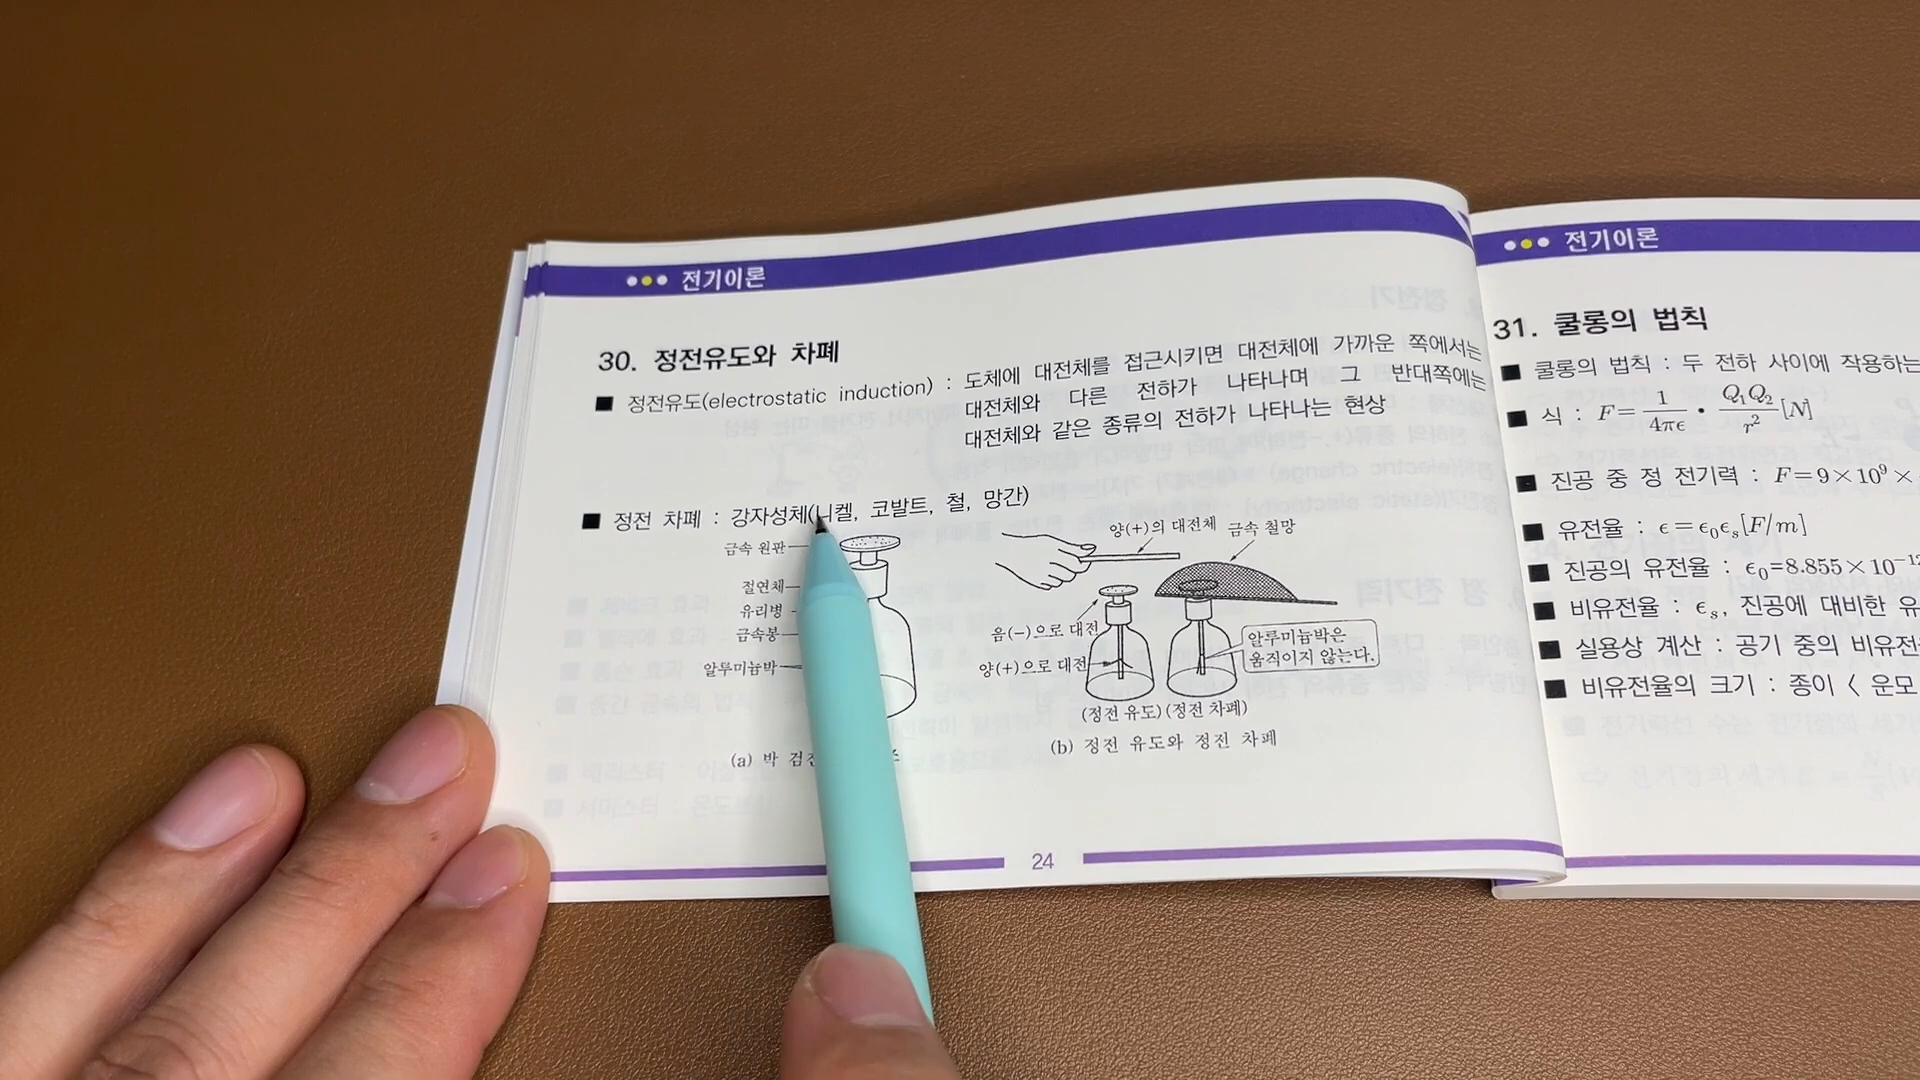 전기이론
30. 정전유도와 차폐
■ 정전유도(electrostatic induction) : 도체에 대전체를 접근시키면 대전체에 가까운 쪽에서는
대전체와 다른 전하가 나타나며 그 반대쪽에는
대전체와 같은 종류의 전하가 나타나는 현상
■ 정전 차폐 : 강자성체(니켈, 코발트, 철, 망간)
금속 원판
절연체
유리병
금속봉
알루미늄박
(a) 박 검전
양(+)의 대전체
금속 철망
음(-)으로 대전
양(+)으로 대전
알루미늄박은
움직이지 않는다.
(정전 유도) (정전 차폐)
(b) 정전 유도와 정전 차폐
24
전기이론
31. 쿨롱의 법칙
■ 쿨롱의 법칙 : 두 전하 사이에 작용하는
■ 식 : F = 1/4πϵ • Q₁Q₂/r² [N]
■ 진공 중 정 전기력 : F = 9×10⁹×
■ 유전율 : ϵ = ϵ₀ϵₛ[F/m]
■ 진공의 유전율 : ϵ₀=8.855×10⁻¹²
■ 비유전율 : ϵₛ, 진공에 대비한 유
■ 실용상 계산 : 공기 중의 비유전
■ 비유전율의 크기 : 종이 < 운모